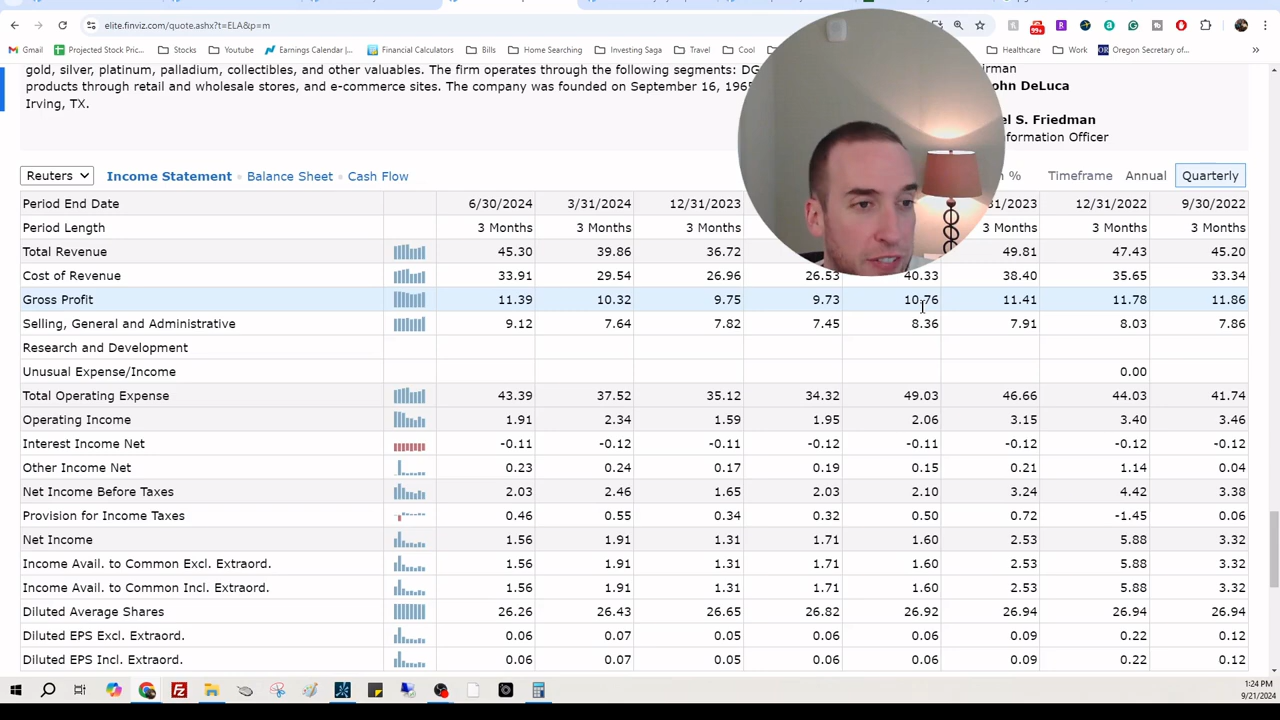 elite.finviz.com/quote.ashx?t=ELA&p=m
Gmail Projected Stock Pric... Stocks Youtube Earnings Calendar |... Financial Calculators Bills Home Searching Investing Saga Travel Cool Healthcare Work Oregon Secretary of... »
gold, silver, platinum, palladium, collectibles, and other valuables. The firm operates through the following segments: DG
products through retail and wholesale stores, and e-commerce sites. The company was founded on September 16, 1965
Irving, TX.
DeLuca
S. Friedman
Information Officer
Reuters Income Statement • Balance Sheet • Cash Flow % Timeframe Annual Quarterly
Period End Date 6/30/2024 3/31/2024 12/31/2023 12/31/2022 9/30/2022
Period Length 3 Months 3 Months 3 Months 3 Months 3 Months 3 Months
Total Revenue 45.30 39.86 36.72 49.81 47.43 45.20
Cost of Revenue 33.91 29.54 26.96 26.53 40.33 38.40 35.65 33.34
Gross Profit 11.39 10.32 9.75 9.73 10.76 11.41 11.78 11.86
Selling, General and Administrative 9.12 7.64 7.82 7.45 8.36 7.91 8.03 7.86
Research and Development
Unusual Expense/Income 0.00
Total Operating Expense 43.39 37.52 35.12 34.32 49.03 46.66 44.03 41.74
Operating Income 1.91 2.34 1.59 1.95 2.06 3.15 3.40 3.46
Interest Income Net -0.11 -0.12 -0.11 -0.12 -0.11 -0.12 -0.12 -0.12
Other Income Net 0.23 0.24 0.17 0.19 0.15 0.21 1.14 0.04
Net Income Before Taxes 2.03 2.46 1.65 2.03 2.10 3.24 4.42 3.38
Provision for Income Taxes 0.46 0.55 0.34 0.32 0.50 0.72 -1.45 0.06
Net Income 1.56 1.91 1.31 1.71 1.60 2.53 5.88 3.32
Income Avail. to Common Excl. Extraord. 1.56 1.91 1.31 1.71 1.60 2.53 5.88 3.32
Income Avail. to Common Incl. Extraord. 1.56 1.91 1.31 1.71 1.60 2.53 5.88 3.32
Diluted Average Shares 26.26 26.43 26.65 26.82 26.92 26.94 26.94 26.94
Diluted EPS Excl. Extraord. 0.06 0.07 0.05 0.06 0.06 0.09 0.22 0.12
Diluted EPS Incl. Extraord. 0.06 0.07 0.05 0.06 0.06 0.09 0.22 0.12
1:24 PM
9/21/2024